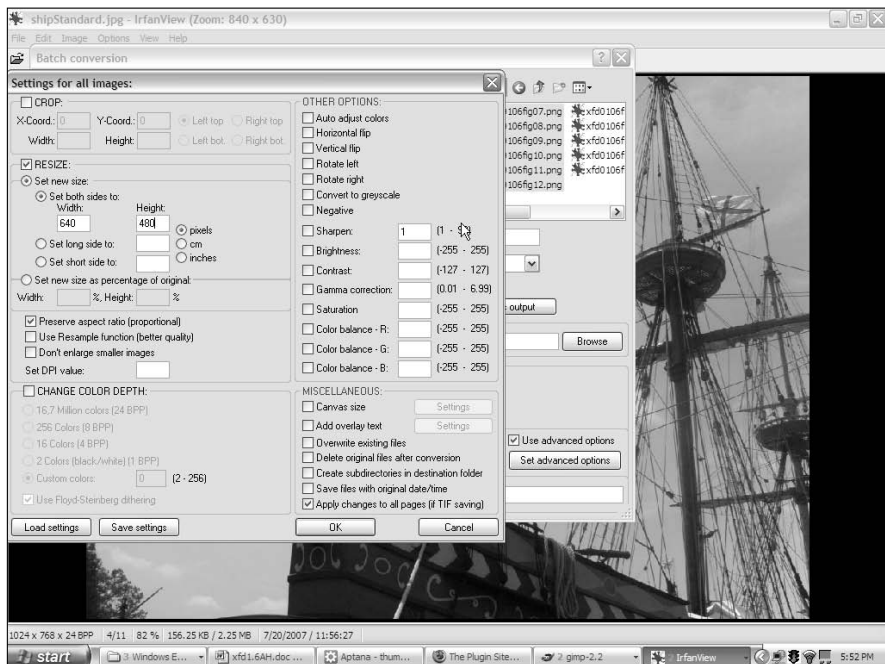 shipStandard.jpg - IrfanView (Zoom: 840 x 630)
File Edit Image Options View Help
Batch conversion
Settings for all images:
CROP:
X-Coord.: 0 Y-Coord.: 0 Left top Right top
Width: Height: Left bot. Right bot.
RESIZE:
Set new size:
Set both sides to:
Width: Height:
640 480 pixels
Set long side to: cm
Set short side to: inches
Set new size as percentage of original:
Width: %, Height: %
Preserve aspect ratio (proportional)
Use Resample function (better quality)
Don't enlarge smaller images
Set DPI value:
CHANGE COLOR DEPTH:
16,7 Million colors (24 BPP)
256 Colors (8 BPP)
16 Colors (4 BPP)
2 Colors (black/white) (1 BPP)
Custom colors: 0 (2 - 256)
Use Floyd-Steinberg dithering
Load settings Save settings
OTHER OPTIONS:
Auto adjust colors
Horizontal flip
Vertical flip
Rotate left
Rotate right
Convert to greyscale
Negative
Sharpen: 1 (1 -
Brightness: (-255 - 255)
Contrast: (-127 - 127)
Gamma correction: (0.01 - 6.99)
Saturation (-255 - 255)
Color balance - R: (-255 - 255)
Color balance - G: (-255 - 255)
Color balance - B: (-255 - 255)
MISCELLANEOUS:
Canvas size Settings
Add overlay text Settings
Overwrite existing files
Delete original files after conversion
Create subdirectories in destination folder
Save files with original date/time
Apply changes to all pages (if TIF saving)
OK Cancel
0106fig07.png xfd0106f
0106fig08.png xfd0106f
0106fig09.png xfd0106f
0106fig10.png xfd0106f
0106fig11.png xfd0106f
0106fig12.png
output
Browse
Use advanced options
Set advanced options
1024 x 768 x 24 BPP 4/11 82 % 156.25 KB / 2.25 MB 7/20/2007 / 11:56:27
start 3 Windows E... xfd1.6AH.doc ... Aptana - thum... The Plugin Site... 2 gimp-2.2 2 IrfanView 5:52 PM